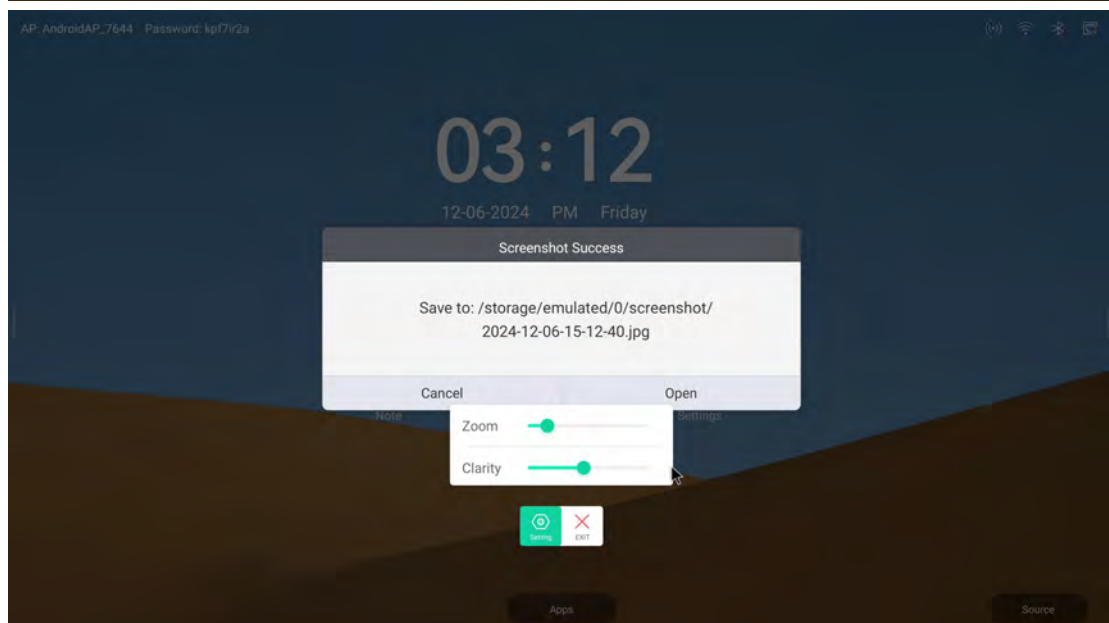 AP: AndroidAP_7644 Password: kpf7ir2a
03:12
12-06-2024 PM Friday
Screenshot Success
Save to: /storage/emulated/0/screenshot/
2024-12-06-15-12-40.jpg
Cancel Open
Note Settings
Zoom
Clarity
Setting EXIT
Apps Source